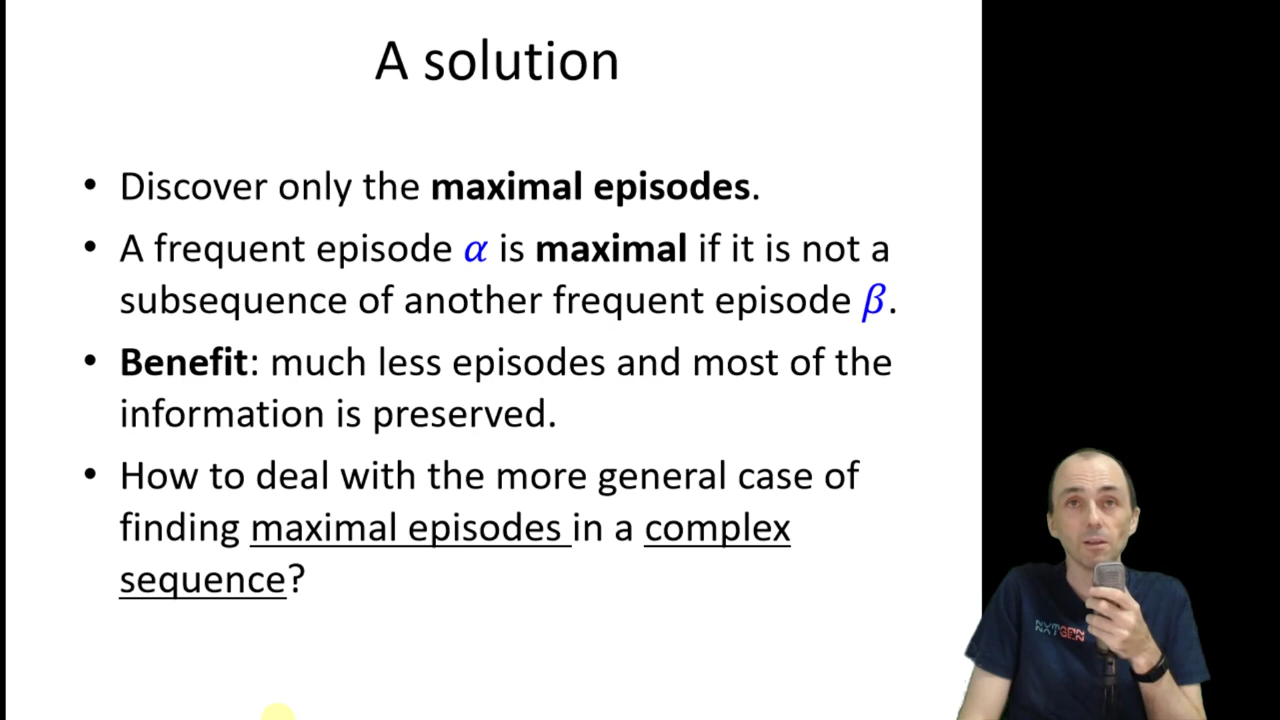 A solution
• Discover only the maximal episodes.
• A frequent episode α is maximal if it is not a
subsequence of another frequent episode β.
• Benefit: much less episodes and most of the
information is preserved.
• How to deal with the more general case of
finding maximal episodes in a complex
sequence?